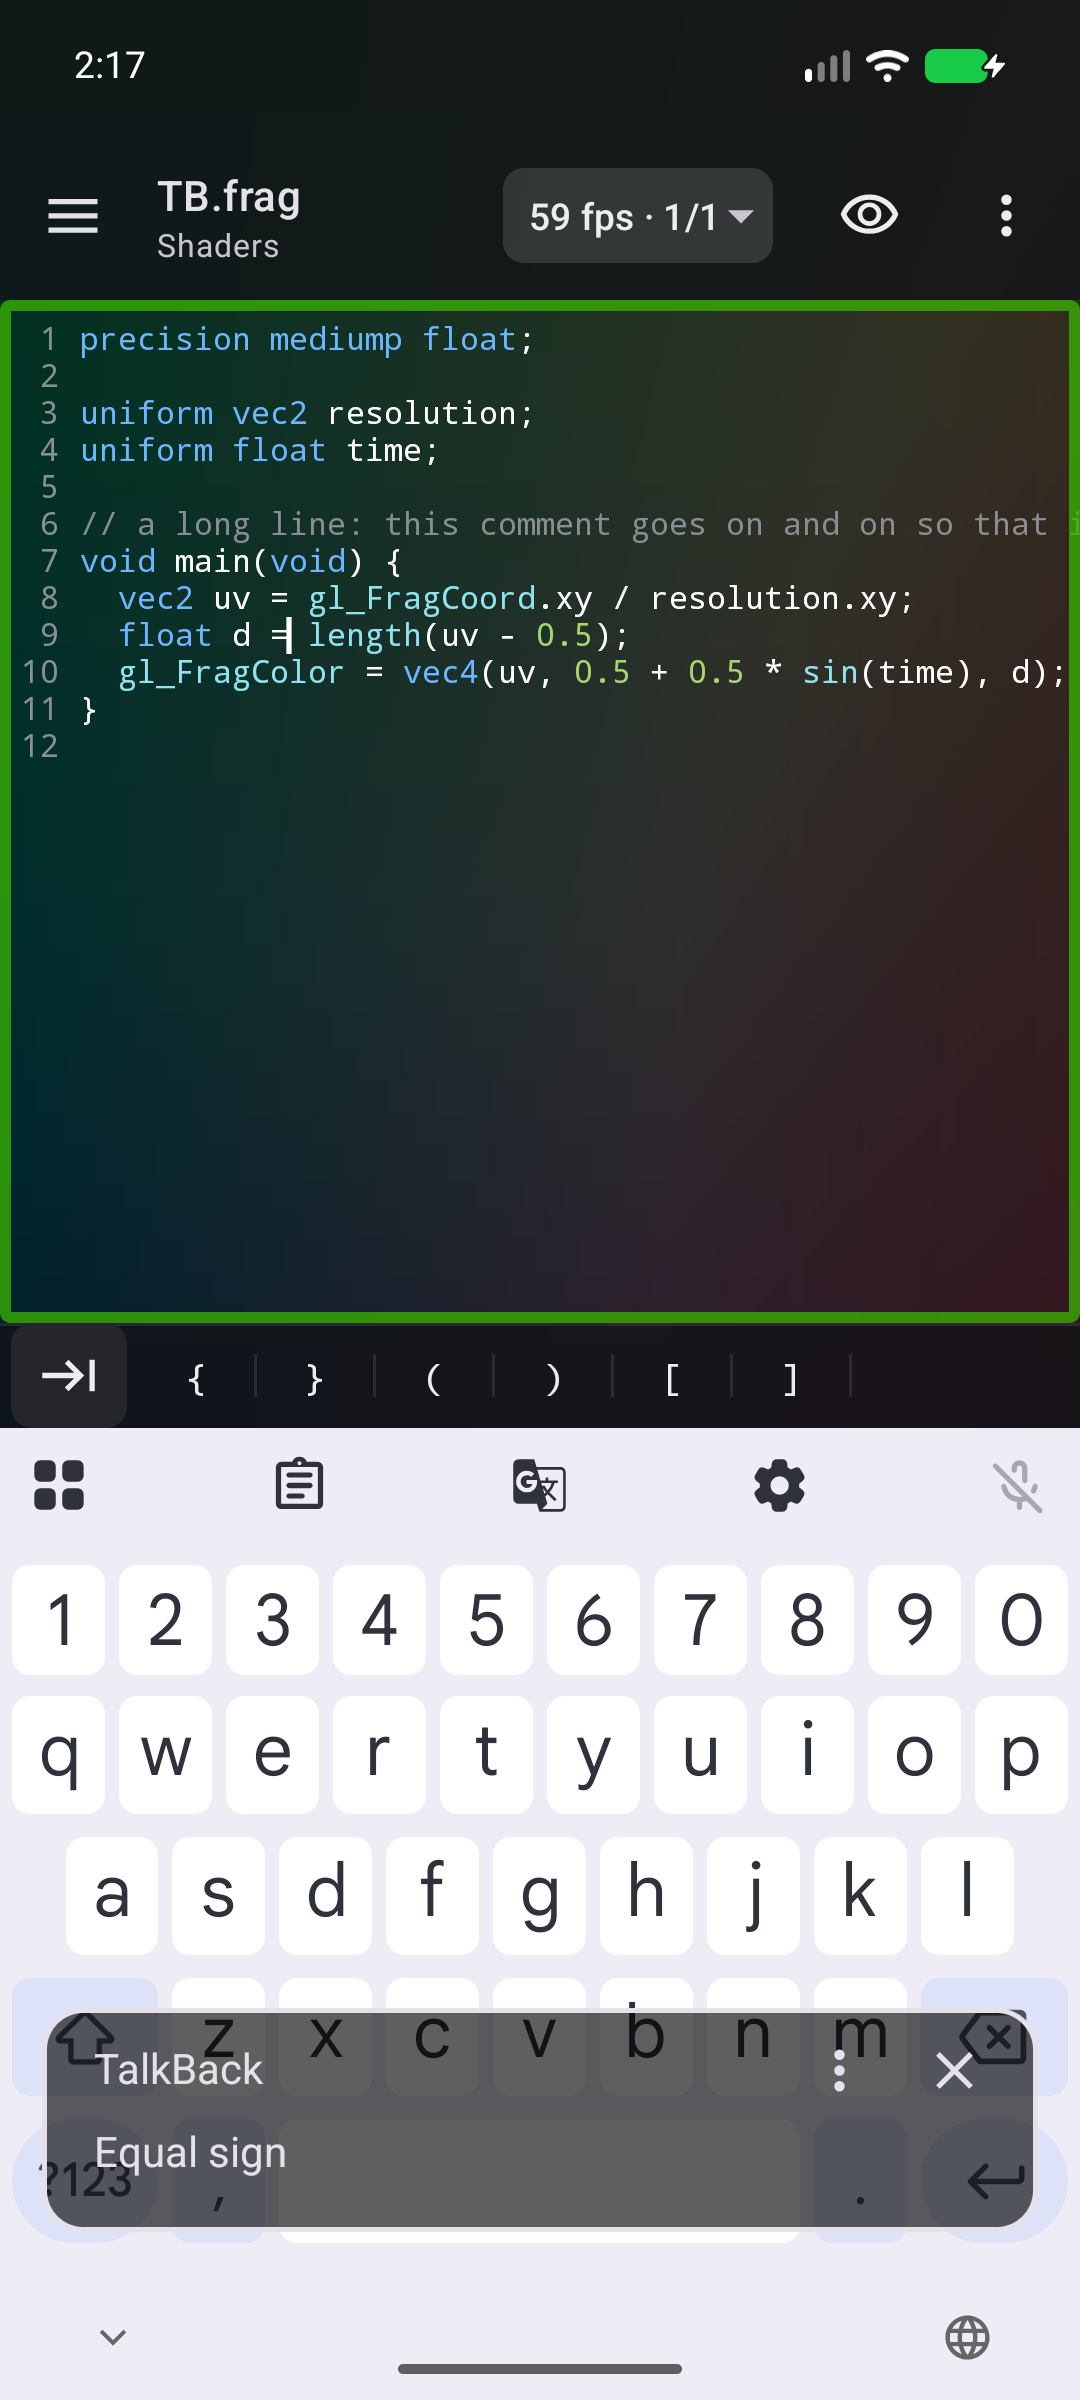 2:17
TB.frag
Shaders
59 fps · 1/1
1 precision mediump float;
2
3 uniform vec2 resolution;
4 uniform float time;
5
6 // a long line: this comment goes on and on so that i
7 void main(void) {
8   vec2 uv = gl_FragCoord.xy / resolution.xy;
9   float d = length(uv - 0.5);
10   gl_FragColor = vec4(uv, 0.5 + 0.5 * sin(time), d);
11 }
12
{ } ( ) [ ]
1 2 3 4 5 6 7 8 9 0
q w e r t y u i o p
a s d f g h j k l
z x c v b n m
TalkBack
Equal sign
?123 , .